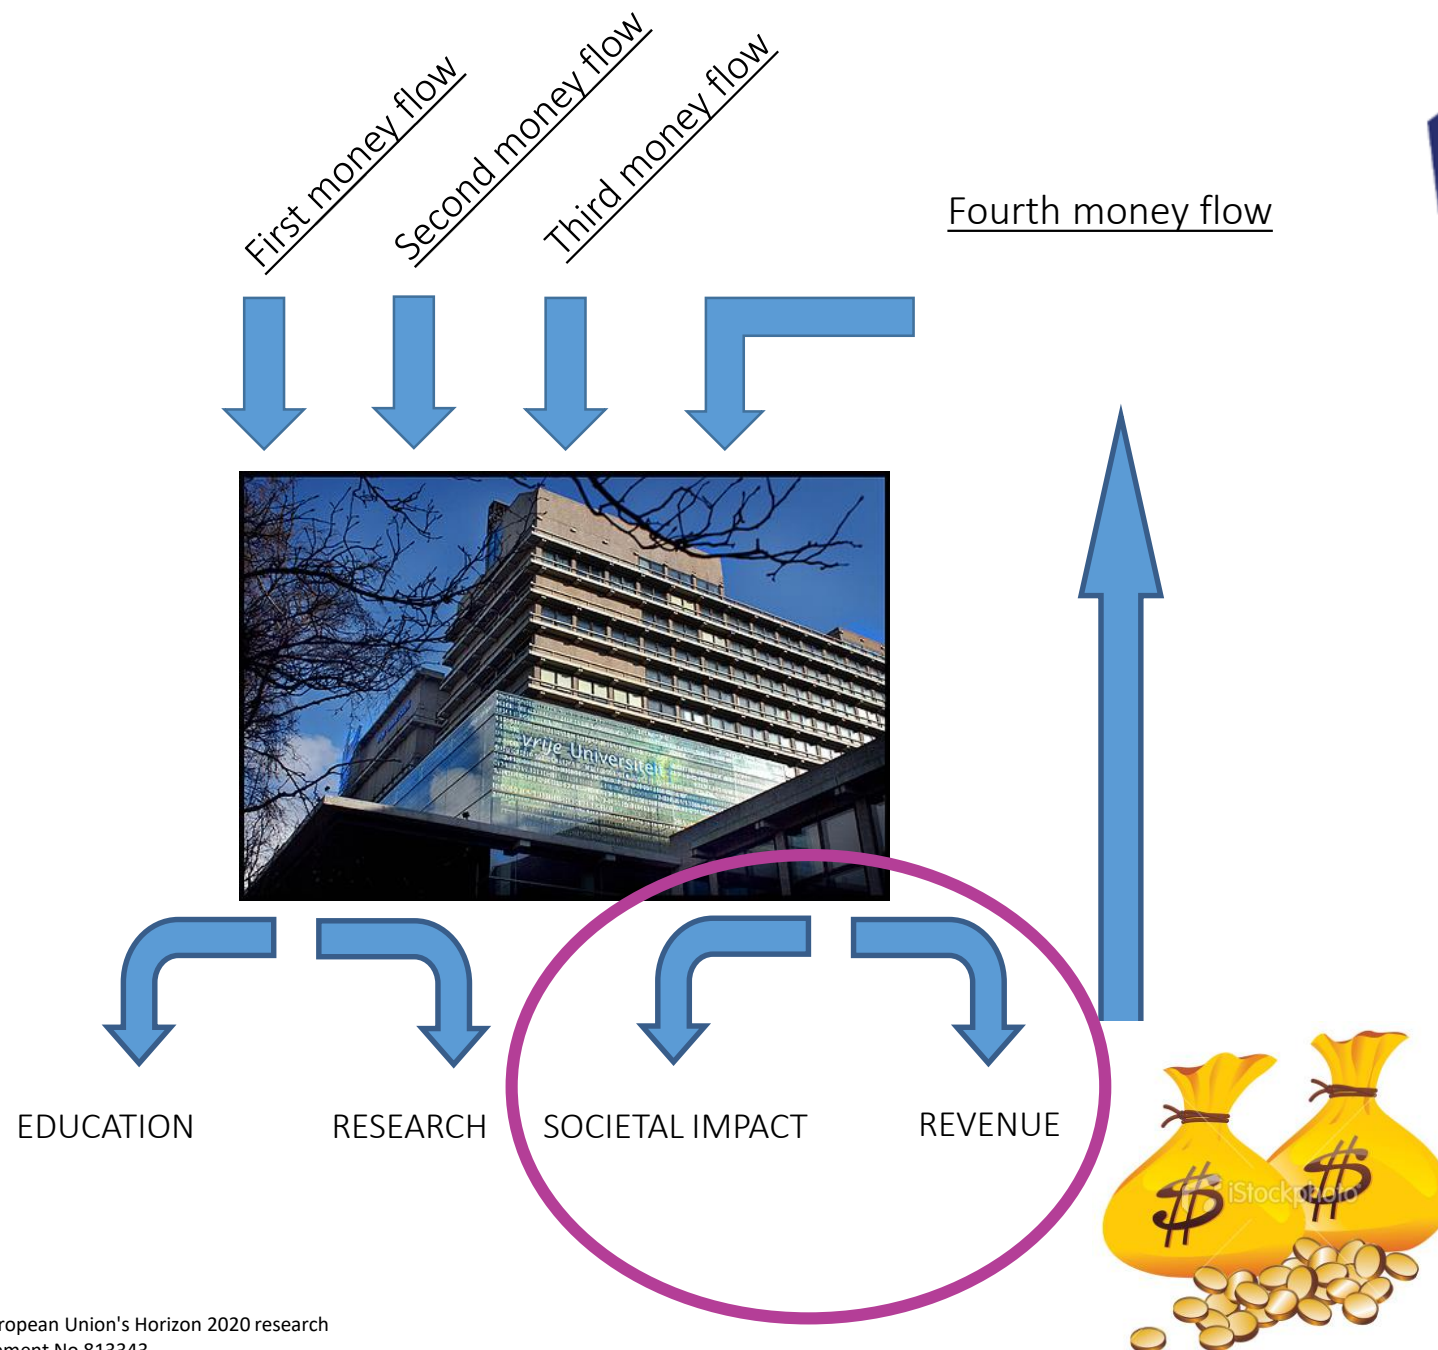 First money flow
Second money flow
Third money flow
Fourth money flow
vrije Universiteit
EDUCATION
RESEARCH
SOCIETAL IMPACT
REVENUE
$
$
iStockphoto
ropean Union's Horizon 2020 research